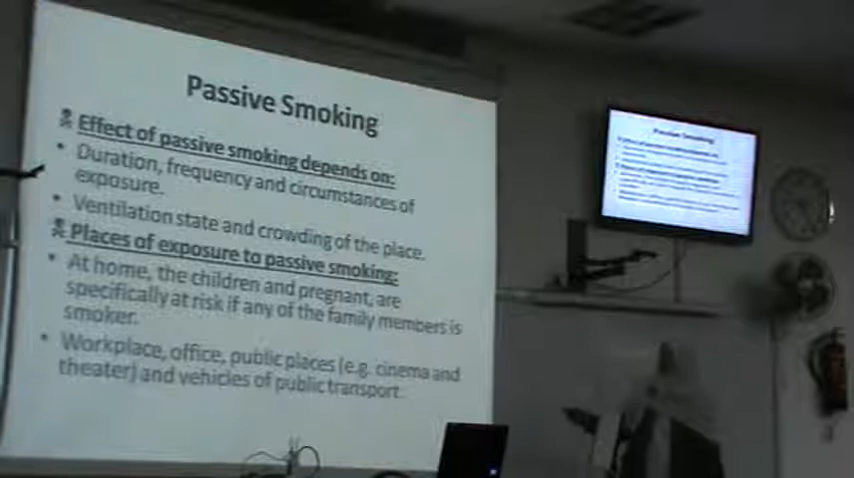 Passive Smoking
Effect of passive smoking depends on:
• Duration, frequency and circumstances of
exposure.
• Ventilation state and crowding of the place.
Places of exposure to passive smoking:
• At home, the children and pregnant, are
specifically at risk if any of the family members is
smoker.
• Workplace, office, public places (e.g. cinema and
theater) and vehicles of public transport.
Passive Smoking